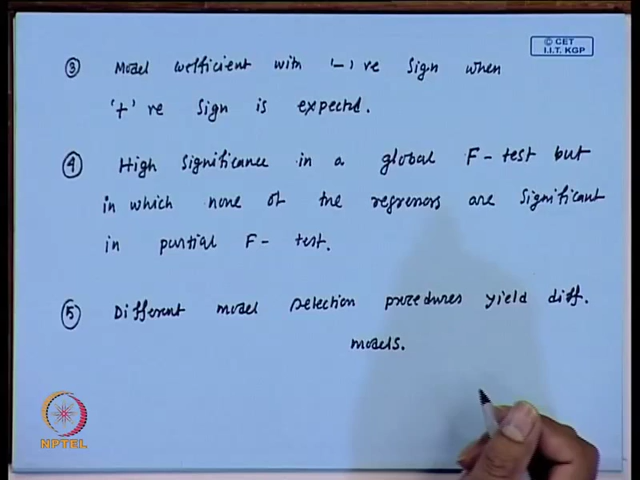 © CET
I.I.T. KGP
③ Model coefficient with '-' ve sign when
'+' ve sign is expected.
④ High significance in a global F-test but
in which none of the regressors are significant
in partial F- test.
⑤ Different model selection procedures yield diff.
models.
NPTEL